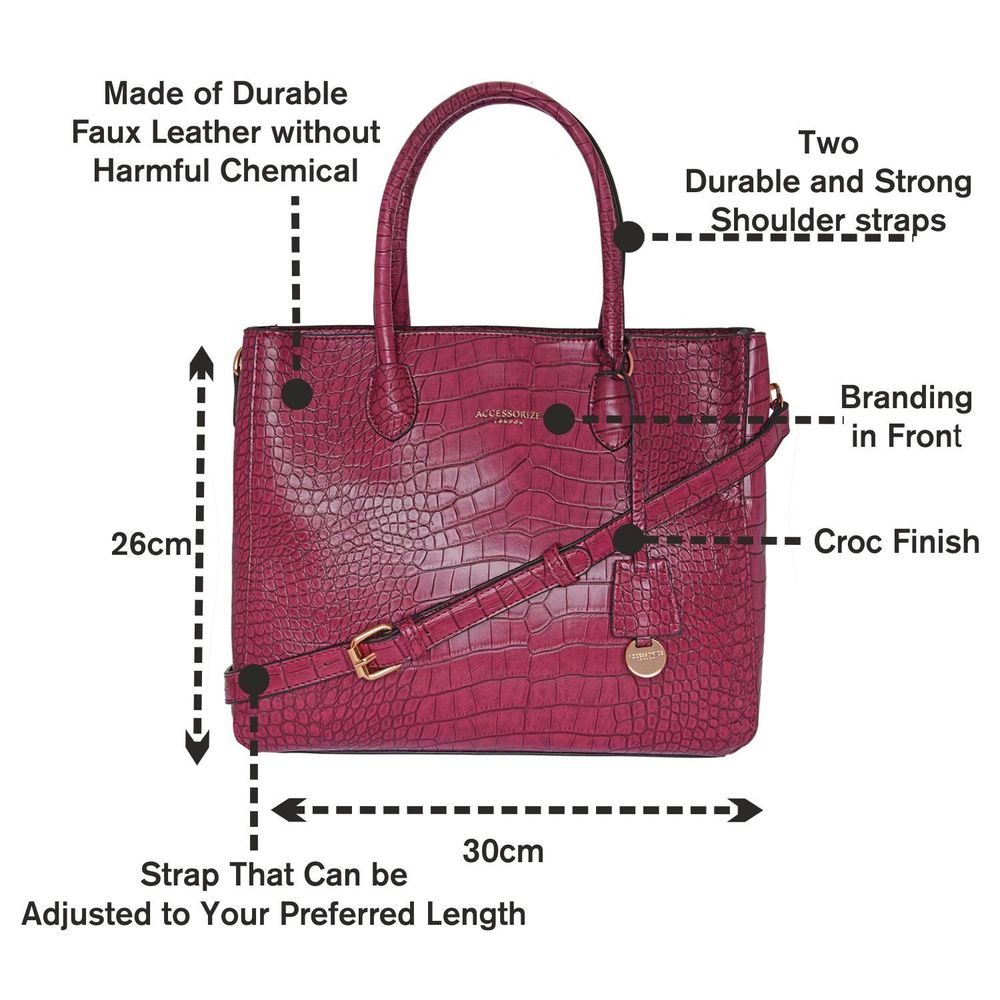 Made of Durable
Faux Leather without
Harmful Chemical
Two
Durable and Strong
Shoulder straps
ACCESSORIZE
LONDON
Branding
in Front
26cm
Croc Finish
30cm
Strap That Can be
Adjusted to Your Preferred Length